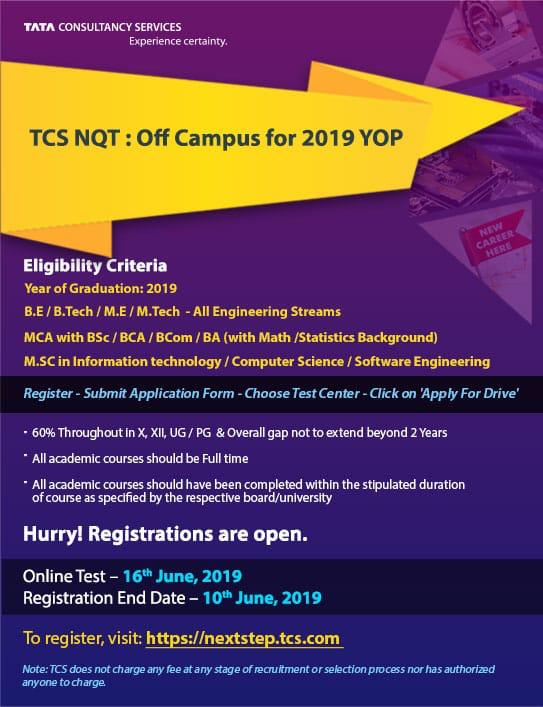 TATA CONSULTANCY SERVICES
Experience certainty.
TCS NQT : Off Campus for 2019 YOP
NEW
CAREER
HERE
Eligibility Criteria
Year of Graduation: 2019
B.E / B.Tech / M.E / M.Tech - All Engineering Streams
MCA with BSc / BCA / BCom / BA (with Math /Statistics Background)
M.SC in Information technology / Computer Science / Software Engineering
Register - Submit Application Form - Choose Test Center - Click on 'Apply For Drive'
· 60% Throughout in X, XII, UG / PG & Overall gap not to extend beyond 2 Years
· All academic courses should be Full time
· All academic courses should have been completed within the stipulated duration
of course as specified by the respective board/university
Hurry! Registrations are open.
Online Test – 16th June, 2019
Registration End Date – 10th June, 2019
To register, visit: https://nextstep.tcs.com
Note: TCS does not charge any fee at any stage of recruitment or selection process nor has authorized
anyone to charge.